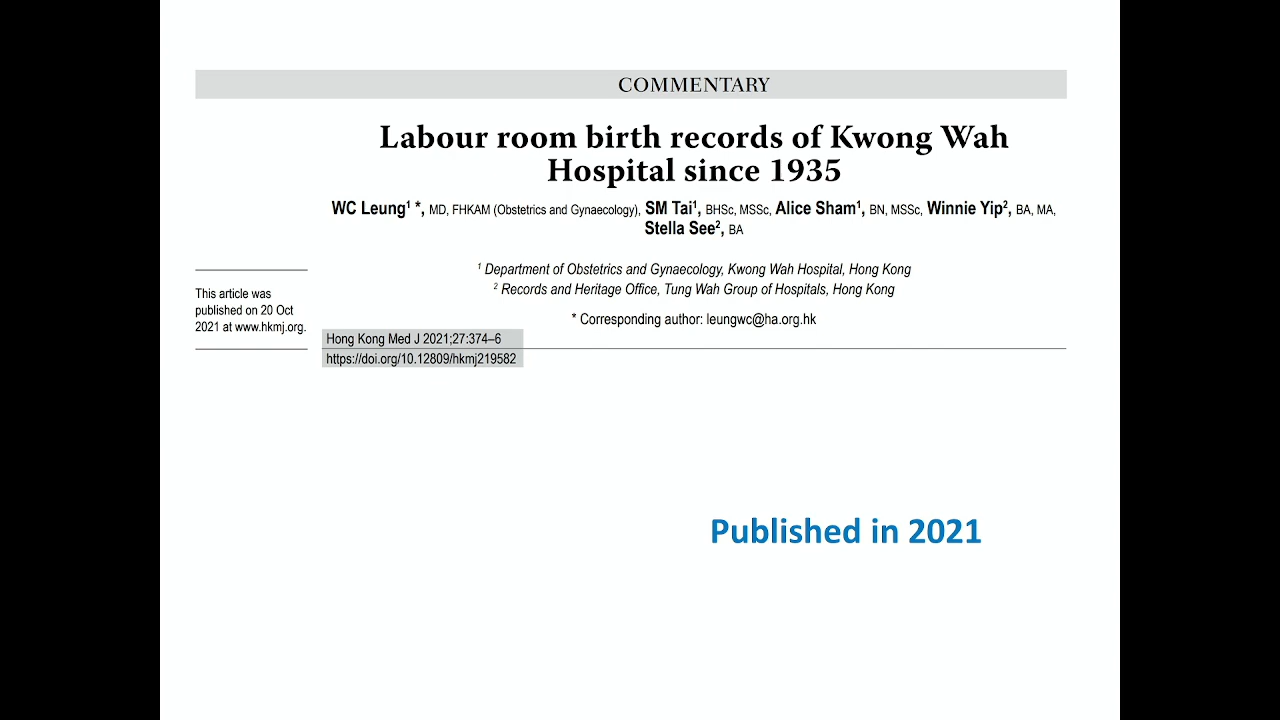 COMMENTARY
Labour room birth records of Kwong Wah
Hospital since 1935
WC Leung¹ *, MD, FHKAM (Obstetrics and Gynaecology), SM Tai¹, BHSc, MSSc, Alice Sham¹, BN, MSSc, Winnie Yip², BA, MA,
Stella See², BA
¹ Department of Obstetrics and Gynaecology, Kwong Wah Hospital, Hong Kong
² Records and Heritage Office, Tung Wah Group of Hospitals, Hong Kong
* Corresponding author: leungwc@ha.org.hk
This article was
published on 20 Oct
2021 at www.hkmj.org.
Hong Kong Med J 2021;27:374–6
https://doi.org/10.12809/hkmj219582
Published in 2021